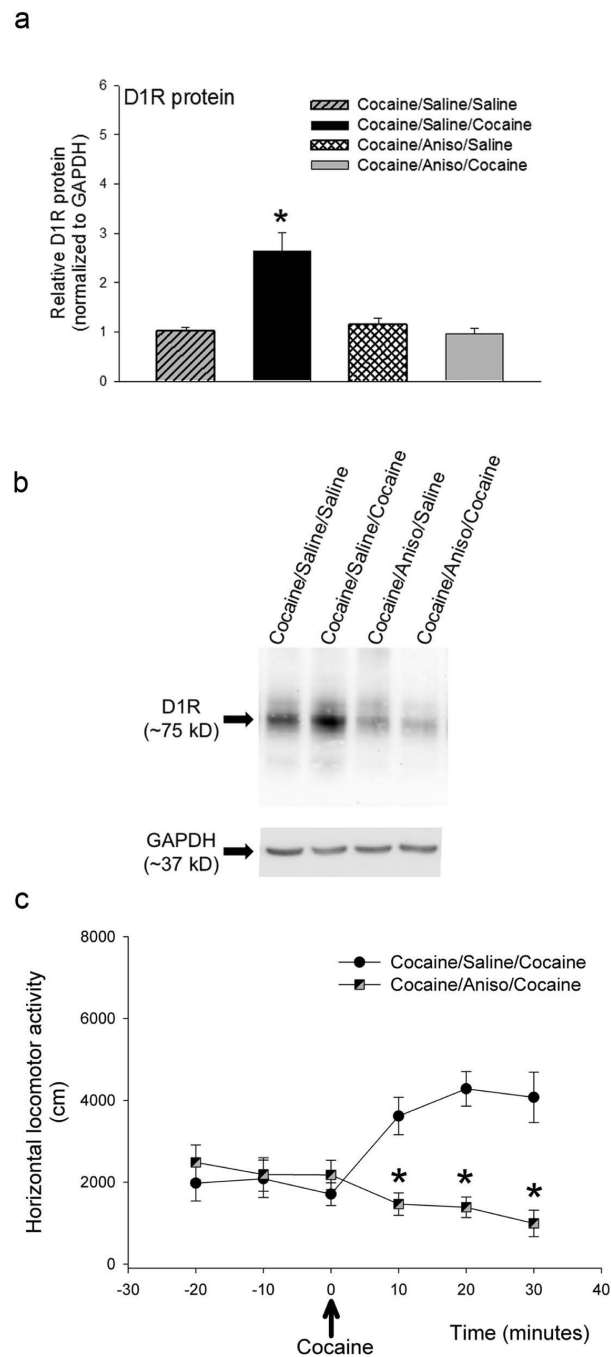 a
D1R protein
Cocaine/Saline/Saline
Cocaine/Saline/Cocaine
Cocaine/Aniso/Saline
Cocaine/Aniso/Cocaine
Relative D1R protein
(normalized to GAPDH)
6
5
4
3
2
1
0
*
b
Cocaine/Saline/Saline
Cocaine/Saline/Cocaine
Cocaine/Aniso/Saline
Cocaine/Aniso/Cocaine
D1R
(~75 kD)
GAPDH
(~37 kD)
c
Cocaine/Saline/Cocaine
Cocaine/Aniso/Cocaine
Horizontal locomotor activity
(cm)
8000
6000
4000
2000
0
* * *
-30 -20 -10 0 10 20 30 40
Cocaine
Time (minutes)